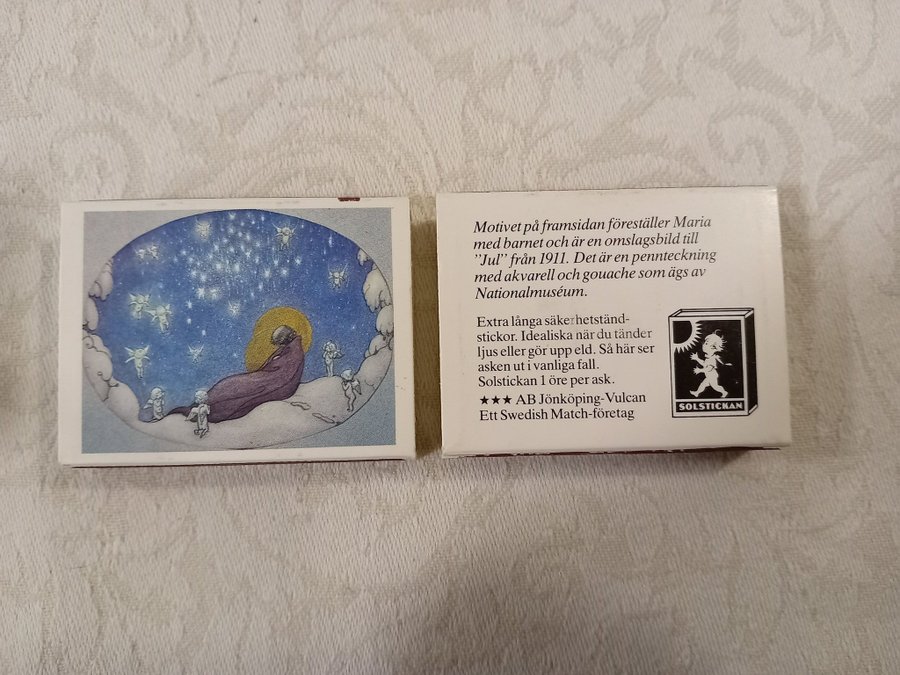 Motivet på framsidan föreställer Maria
med barnet och är en omslagsbild till
”Jul” från 1911. Det är en pennteckning
med akvarell och gouache som ägs av
Nationalmuséum.
Extra långa säkerhetständ-
stickor. Idealiska när du tänder
ljus eller gör upp eld. Så här ser
asken ut i vanliga fall.
Solstickan 1 öre per ask.
★★★ AB Jönköping-Vulcan
Ett Swedish Match-företag
SOLSTICKAN